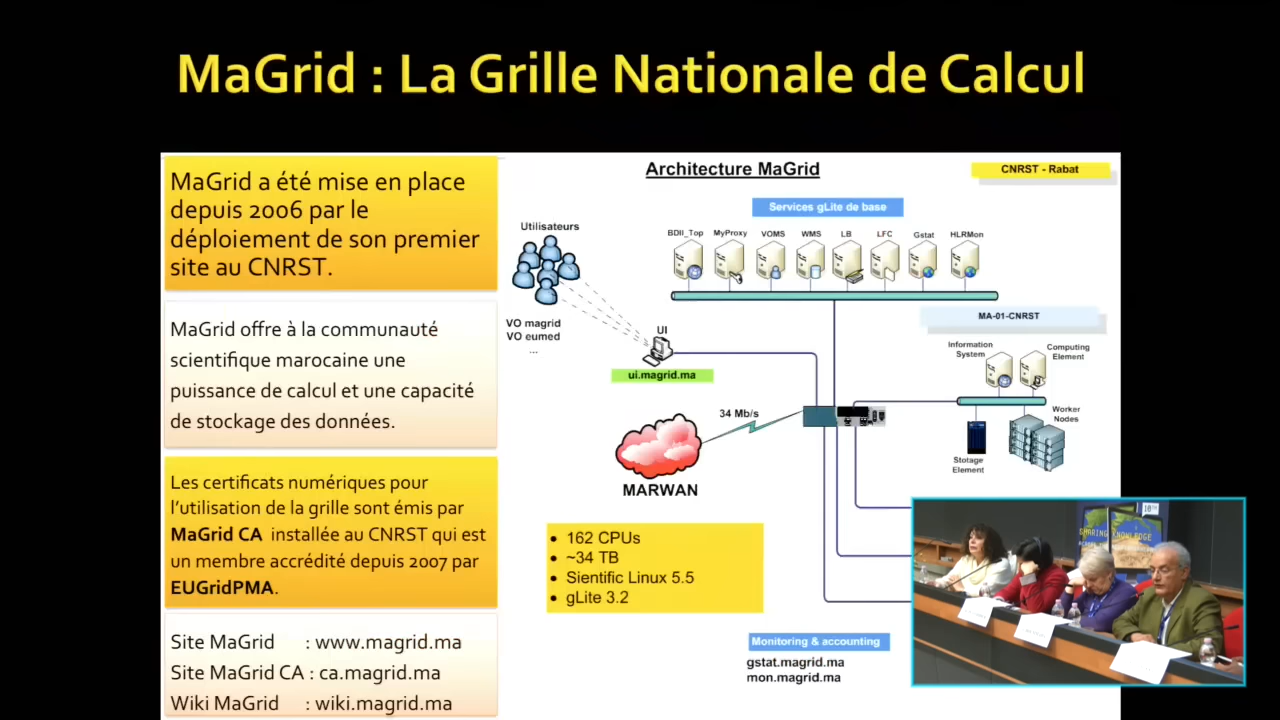 MaGrid : La Grille Nationale de Calcul
MaGrid a été mise en place
depuis 2006 par le
déploiement de son premier
site au CNRST.
MaGrid offre à la communauté
scientifique marocaine une
puissance de calcul et une capacité
de stockage des données.
Les certificats numériques pour
l'utilisation de la grille sont émis par
MaGrid CA installée au CNRST qui est
un membre accrédité depuis 2007 par
EUGridPMA.
Site MaGrid : www.magrid.ma
Site MaGrid CA : ca.magrid.ma
Wiki MaGrid : wiki.magrid.ma
Architecture MaGrid
CNRST - Rabat
Services gLite de base
Utilisateurs
BDII_Top MyProxy VOMS WMS LB LFC Gstat HLRMon
VO magrid
VO eumed
...
UI
ui.magrid.ma
MA-01-CNRST
Information
System
Computing
Element
34 Mb/s
Worker
Nodes
Stotage
Element
MARWAN
• 162 CPUs
• ~34 TB
• Sientific Linux 5.5
• gLite 3.2
Monitoring & accounting
gstat.magrid.ma
mon.magrid.ma
SHARING
KNOWLEDGE